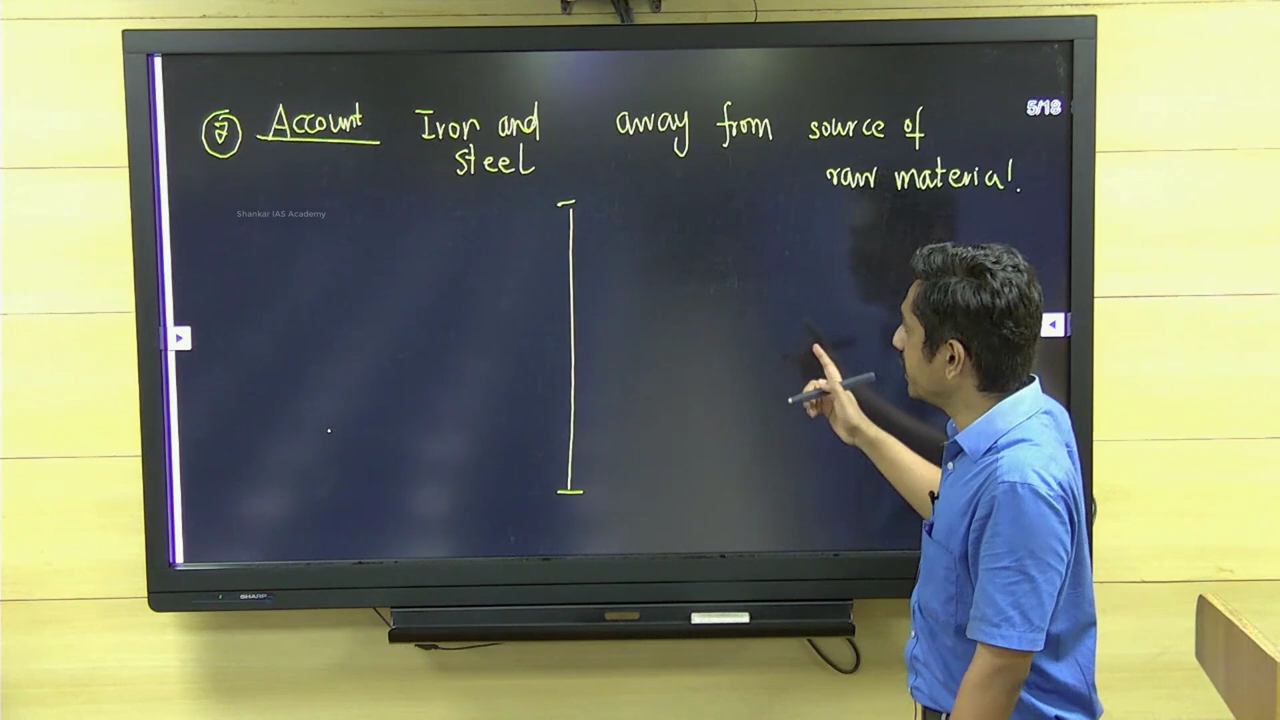 7 Account Iron and away from source of
steel raw material.
5/18
Shankar IAS Academy
SHARP